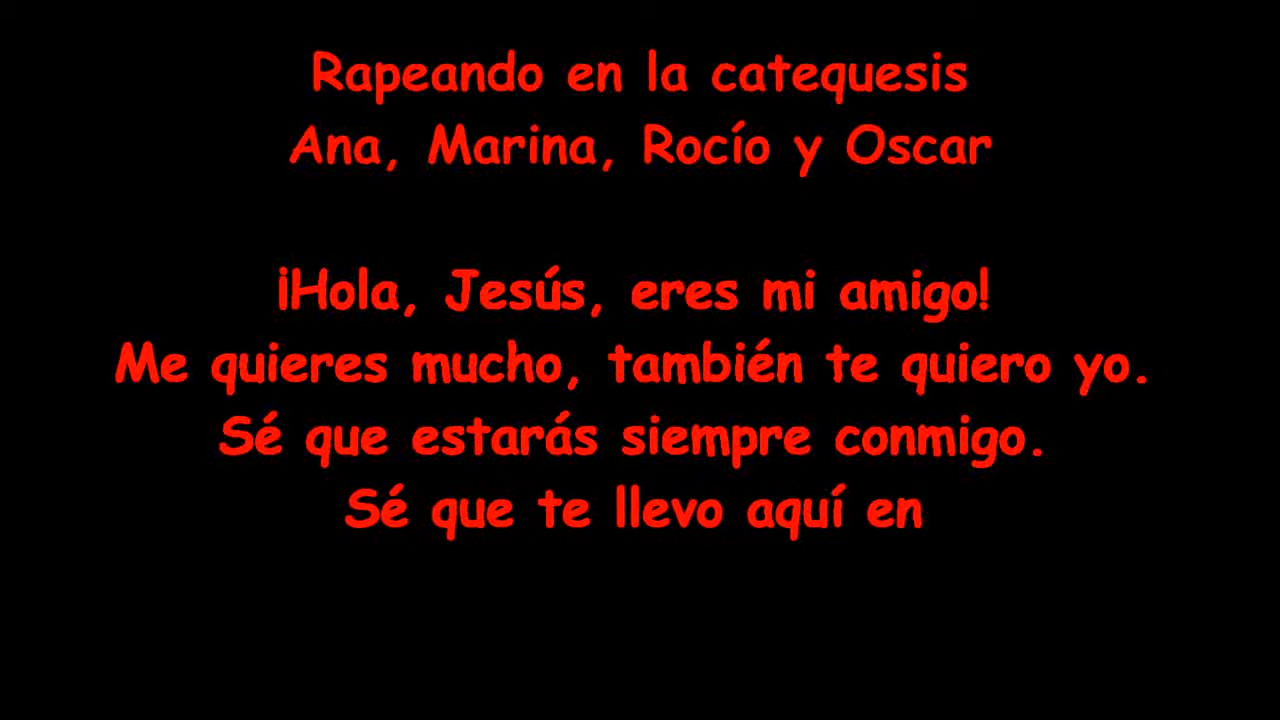 Rapeando en la catequesis
Ana, Marina, Rocío y Oscar
¡Hola, Jesús, eres mi amigo!
Me quieres mucho, también te quiero yo.
Sé que estarás siempre conmigo.
Sé que te llevo aquí en